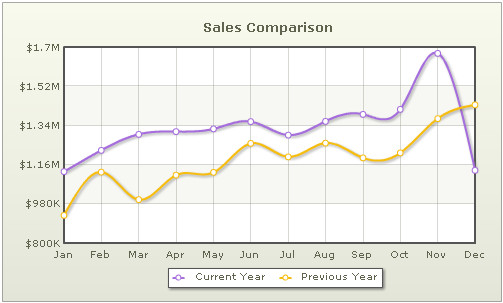 Sales Comparison
$1.7M
$1.52M
$1.34M
$1.16M
$980K
$800K
Jan Feb Mar Apr May Jun Jul Aug Sep Oct Nov Dec
Current Year Previous Year